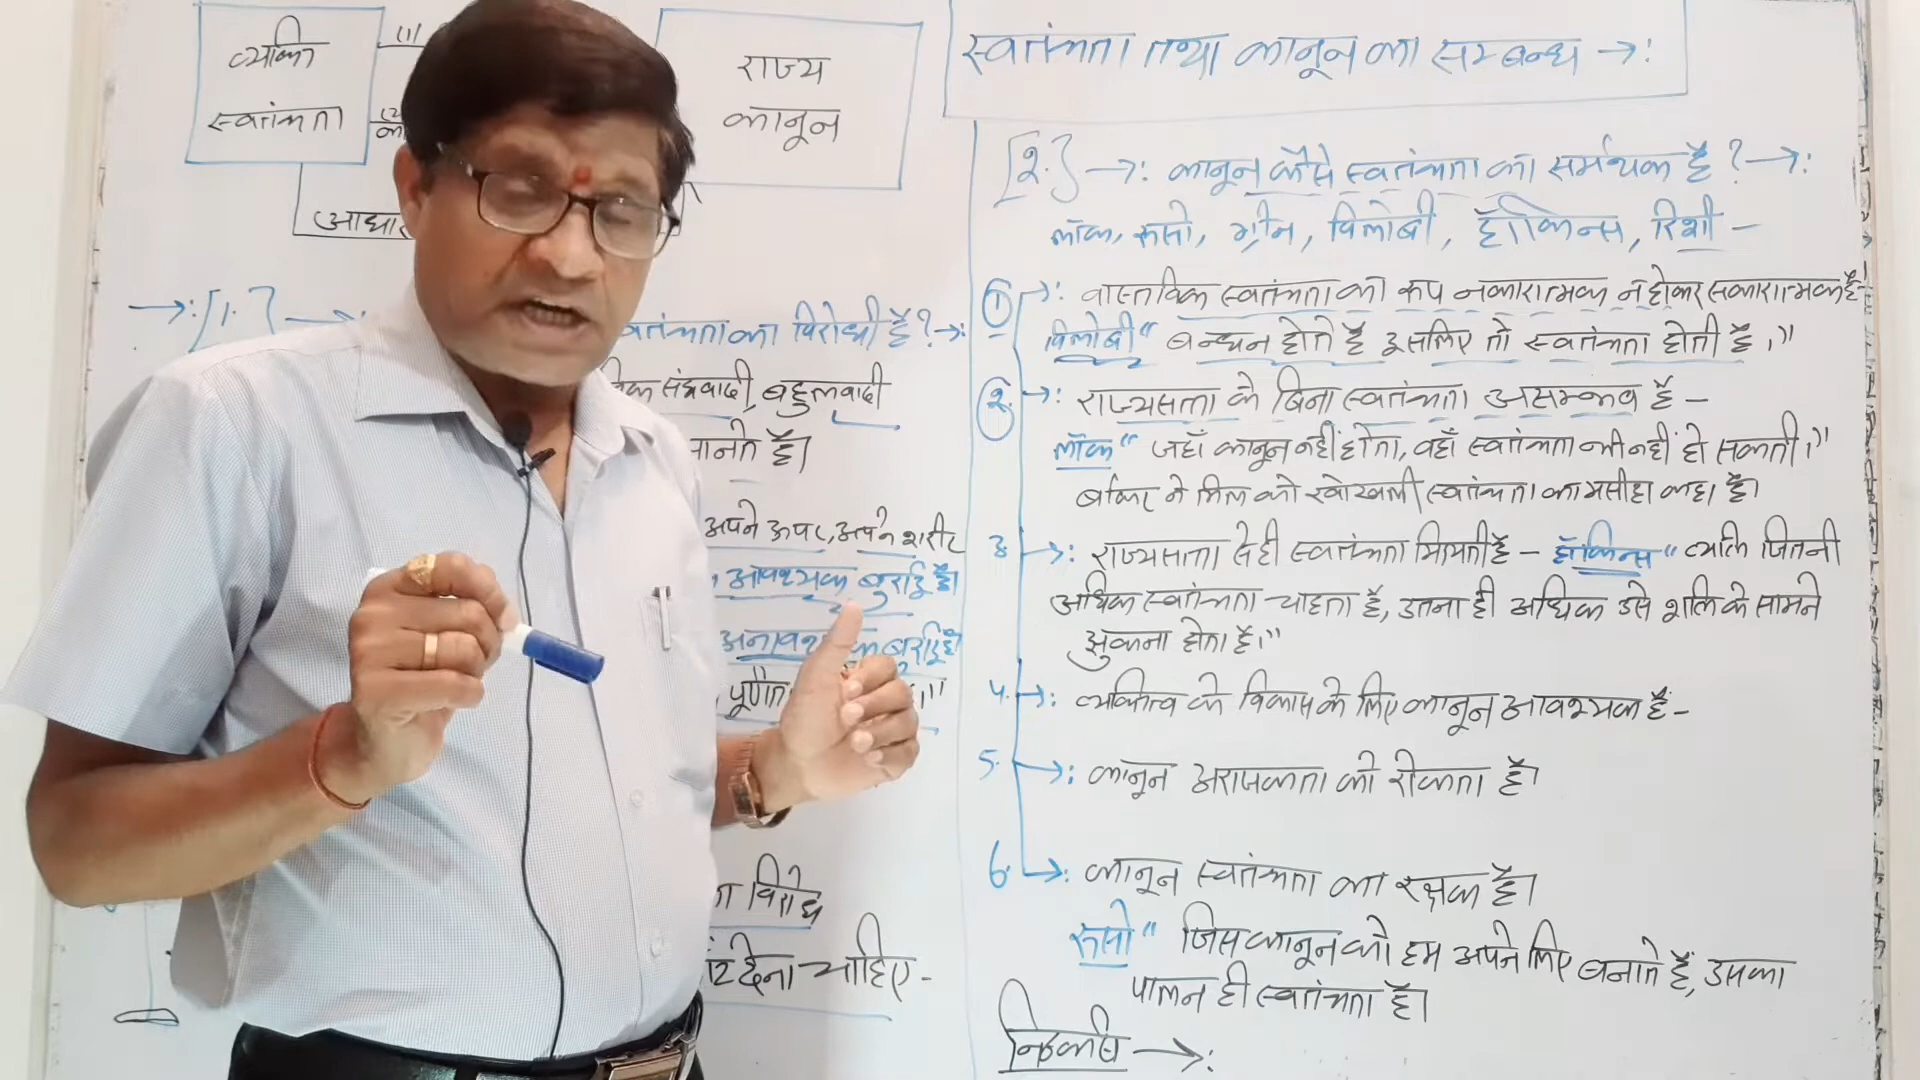 व्यक्ति
स्वतंत्रता
(1)
राज्य
कानून
आधार
→: [1.] →
स्वतंत्रता का विरोधी है? →:
संघवादी, बहुलवादी
मानते है।
अपने ऊपर, अपने शरीर
आवश्यक बुराई है।
अनावश्यक बुराई है
पूर्णत
"
का विरोध
देना चाहिए -
स्वतंत्रता तथा कानून का सम्बन्ध →:
[2.] →: कानून कैसे स्वतंत्रता का समर्थक है? →:
लॉक, रूसो, ग्रीन, विलोबी, हॉकिन्स, रिशी -
① →: वास्तविक स्वतंत्रता का रूप नकारात्मक न होकर सकारात्मक है-
विलोबी " बन्धन होते है इसलिए तो स्वतंत्रता होती है।"
2. →: राज्यसत्ता के बिना स्वतंत्रता असम्भव है -
लॉक " जहाँ कानून नहीं होता, वहाँ स्वतंत्रता भी नहीं हो सकती।"
बार्कर ने मिल को खोखली स्वतंत्रता का मसीहा कहा है।
3 →: राज्यसत्ता से ही स्वतंत्रता मिलती है - हॉकिन्स " व्यक्ति जितनी
अधिक स्वतंत्रता चाहता है, उतना ही अधिक उसे शक्ति के सामने
झुकना होता है।"
4. →: व्यक्तित्व के विकास के लिए कानून आवश्यक है -
5. →: कानून अराजकता को रोकता है।
6. →: कानून स्वतंत्रता का रक्षक है।
रूसो " जिस कानून को हम अपने लिए बनाते है, उसका
पालन ही स्वतंत्रता है।
निष्कर्ष →: